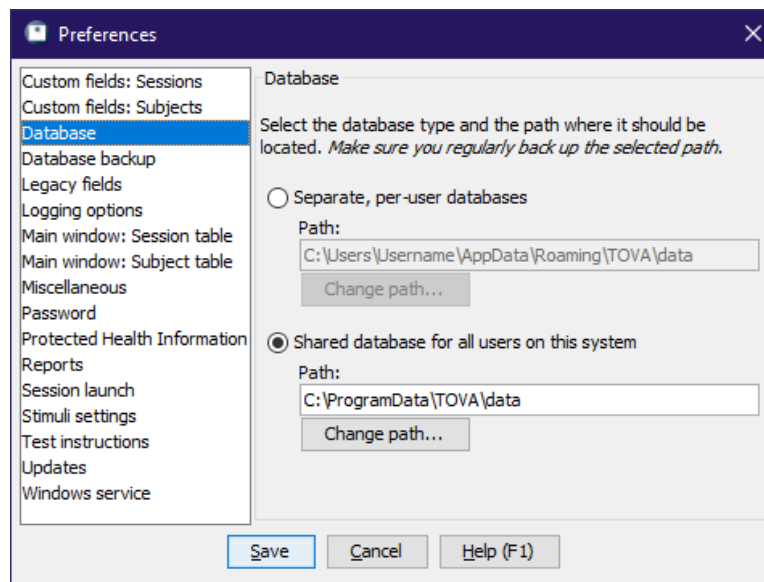 Preferences
Custom fields: Sessions
Custom fields: Subjects
Database
Database backup
Legacy fields
Logging options
Main window: Session table
Main window: Subject table
Miscellaneous
Password
Protected Health Information
Reports
Session launch
Stimuli settings
Test instructions
Updates
Windows service
Database
Select the database type and the path where it should be
located. Make sure you regularly back up the selected path.
Separate, per-user databases
Path:
C:\Users\Username\AppData\Roaming\TOVA\data
Change path...
Shared database for all users on this system
Path:
C:\ProgramData\TOVA\data
Change path...
Save
Cancel
Help (F1)